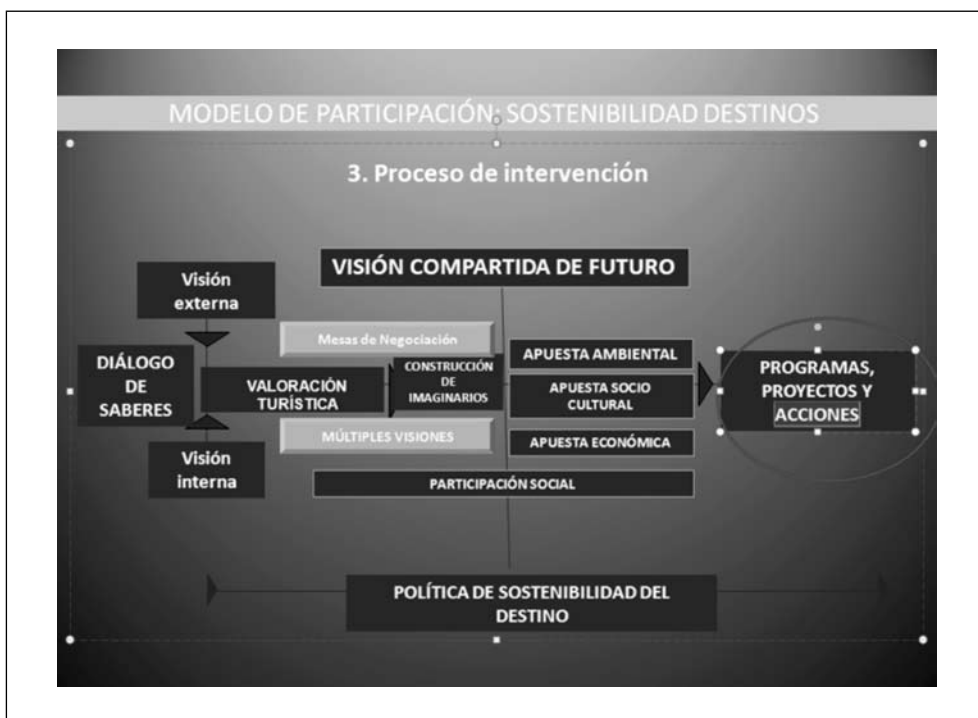 MODELO DE PARTICIPACIÓN: SOSTENIBILIDAD DESTINOS
3. Proceso de intervención
VISIÓN COMPARTIDA DE FUTURO
Visión
externa
DIÁLOGO
DE
SABERES
Visión
interna
VALORACIÓN
TURÍSTICA
Mesas de Negociación
CONSTRUCCIÓN
DE
IMAGINARIOS
MÚLTIPLES VISIONES
APUESTA AMBIENTAL
APUESTA SOCIO
CULTURAL
APUESTA ECONÓMICA
PROGRAMAS,
PROYECTOS Y
ACCIONES
PARTICIPACIÓN SOCIAL
POLÍTICA DE SOSTENIBILIDAD DEL
DESTINO